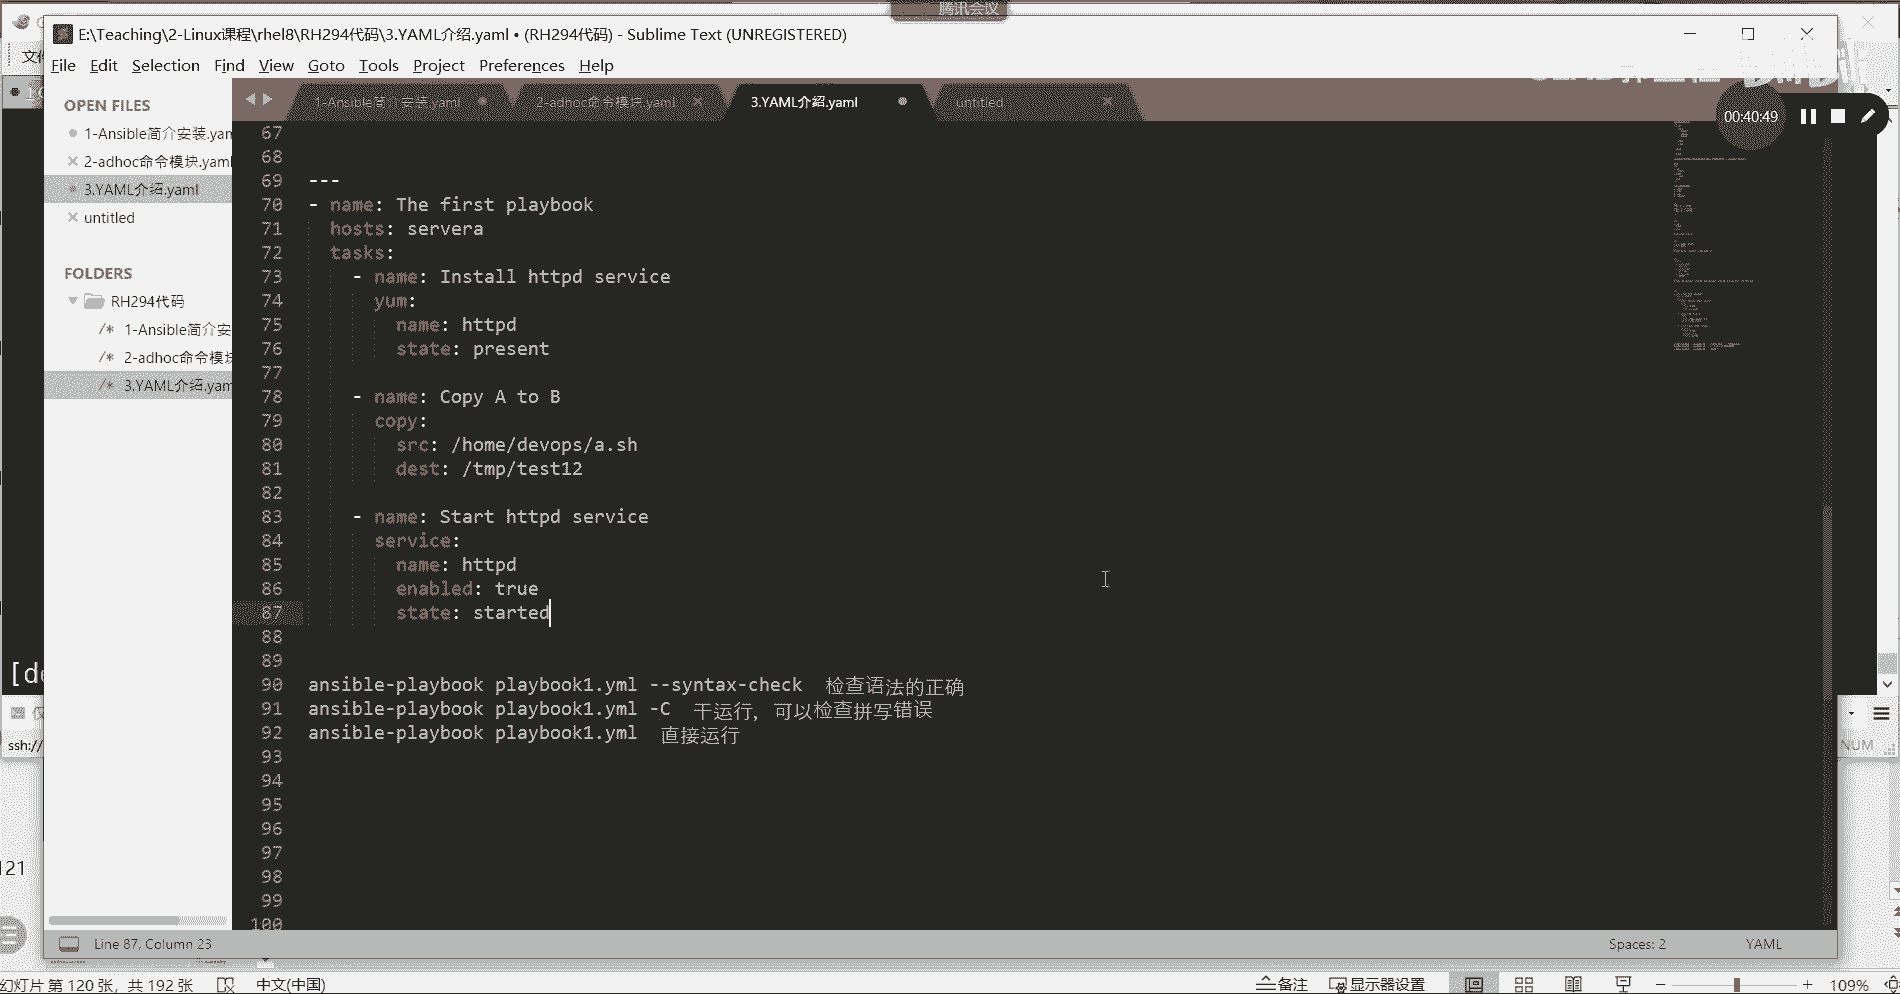 腾讯会议
E:\Teaching\2-Linux课程\rhel8\RH294代码\3.YAML介绍.yaml • (RH294代码) - Sublime Text (UNREGISTERED)
File Edit Selection Find View Goto Tools Project Preferences Help
OPEN FILES
1-Ansible简介安装.yam
2-adhoc命令模块.yaml
3.YAML介绍.yaml
untitled
FOLDERS
RH294代码
/* 1-Ansible简介安
/* 2-adhoc命令模块
/* 3.YAML介绍.yam
1-Ansible简介安装.yaml
2-adhoc命令模块.yaml
3.YAML介绍.yaml
untitled
00:40:49
67
68
69 ---
70 - name: The first playbook
71 hosts: servera
72 tasks:
73 - name: Install httpd service
74 yum:
75 name: httpd
76 state: present
77
78 - name: Copy A to B
79 copy:
80 src: /home/devops/a.sh
81 dest: /tmp/test12
82
83 - name: Start httpd service
84 service:
85 name: httpd
86 enabled: true
87 state: started
88
89
90 ansible-playbook playbook1.yml --syntax-check 检查语法的正确
91 ansible-playbook playbook1.yml -C 干运行，可以检查拼写错误
92 ansible-playbook playbook1.yml 直接运行
93
94
95
96
97
98
99
100
Line 87, Column 23
Spaces: 2
YAML
[de
ssh://
121
NUM
幻灯片 第 120 张，共 192 张
中文(中国)
备注
显示器设置
109%